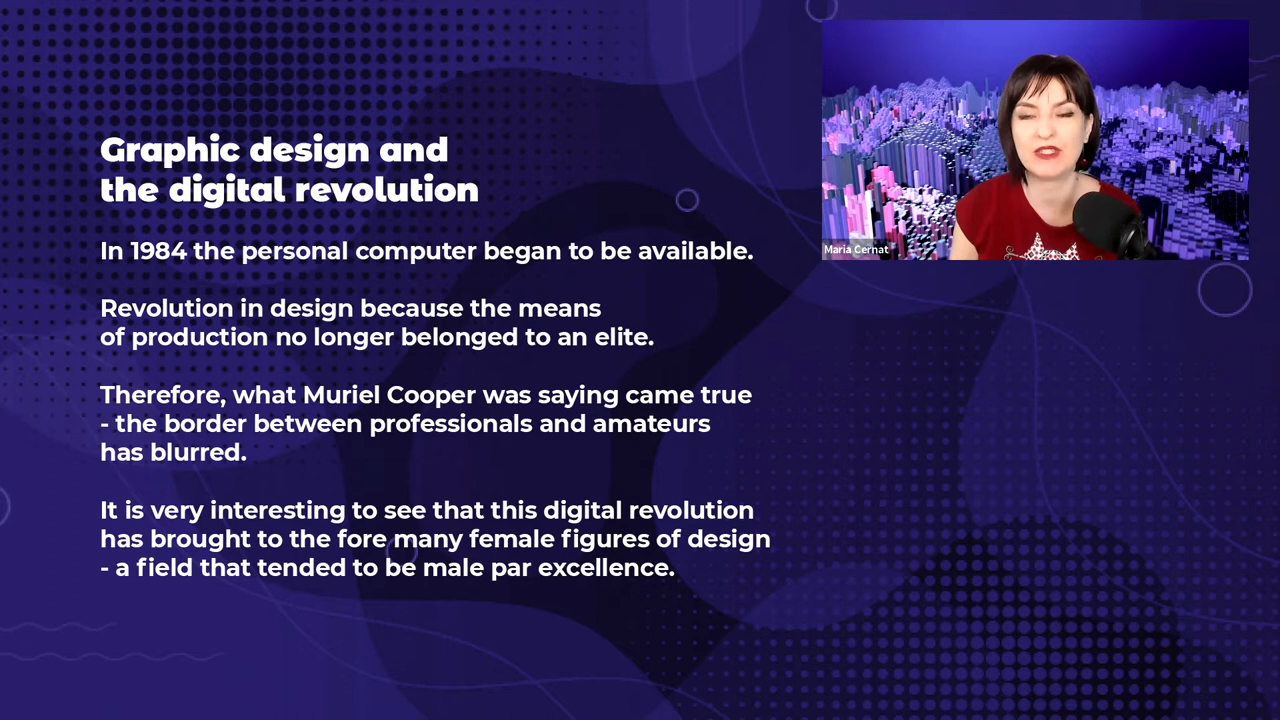 Graphic design and
the digital revolution
In 1984 the personal computer began to be available.
Revolution in design because the means
of production no longer belonged to an elite.
Therefore, what Muriel Cooper was saying came true
- the border between professionals and amateurs
has blurred.
It is very interesting to see that this digital revolution
has brought to the fore many female figures of design
- a field that tended to be male par excellence.
Maria Cernat